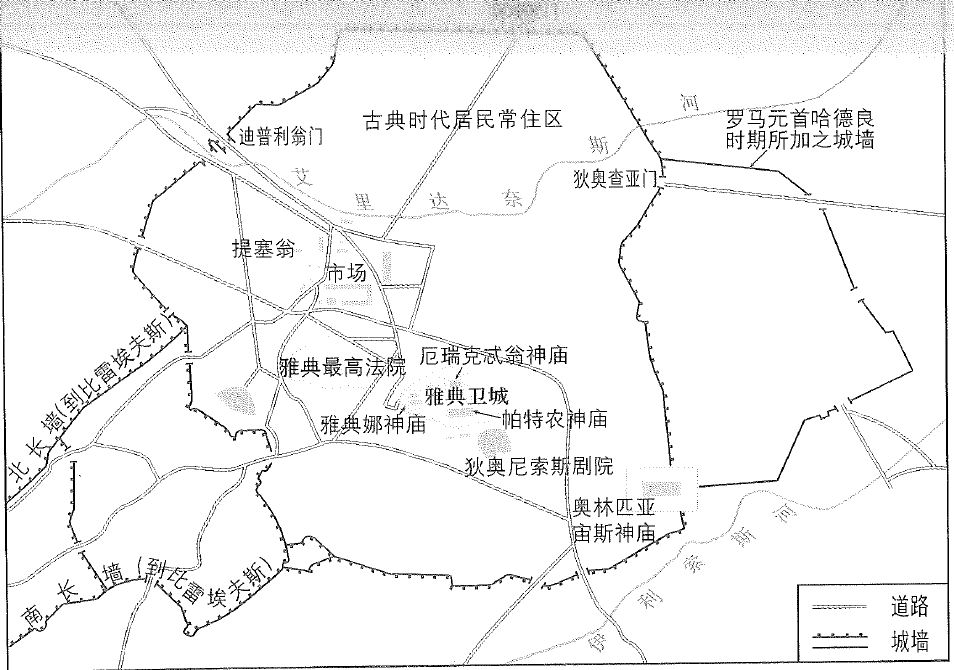 古典时代居民常住区
罗马元首哈德良
时期所加之城墙
迪普利翁门
艾里达奈斯河
狄奥查亚门
提塞翁
市场
北长墙(到比雷埃夫斯)
雅典最高法院
厄瑞克忒翁神庙
雅典卫城
雅典娜神庙
帕特农神庙
狄奥尼索斯剧院
奥林匹亚
宙斯神庙
南长墙(到比雷埃夫斯)
伊利索斯河
道路
城墙